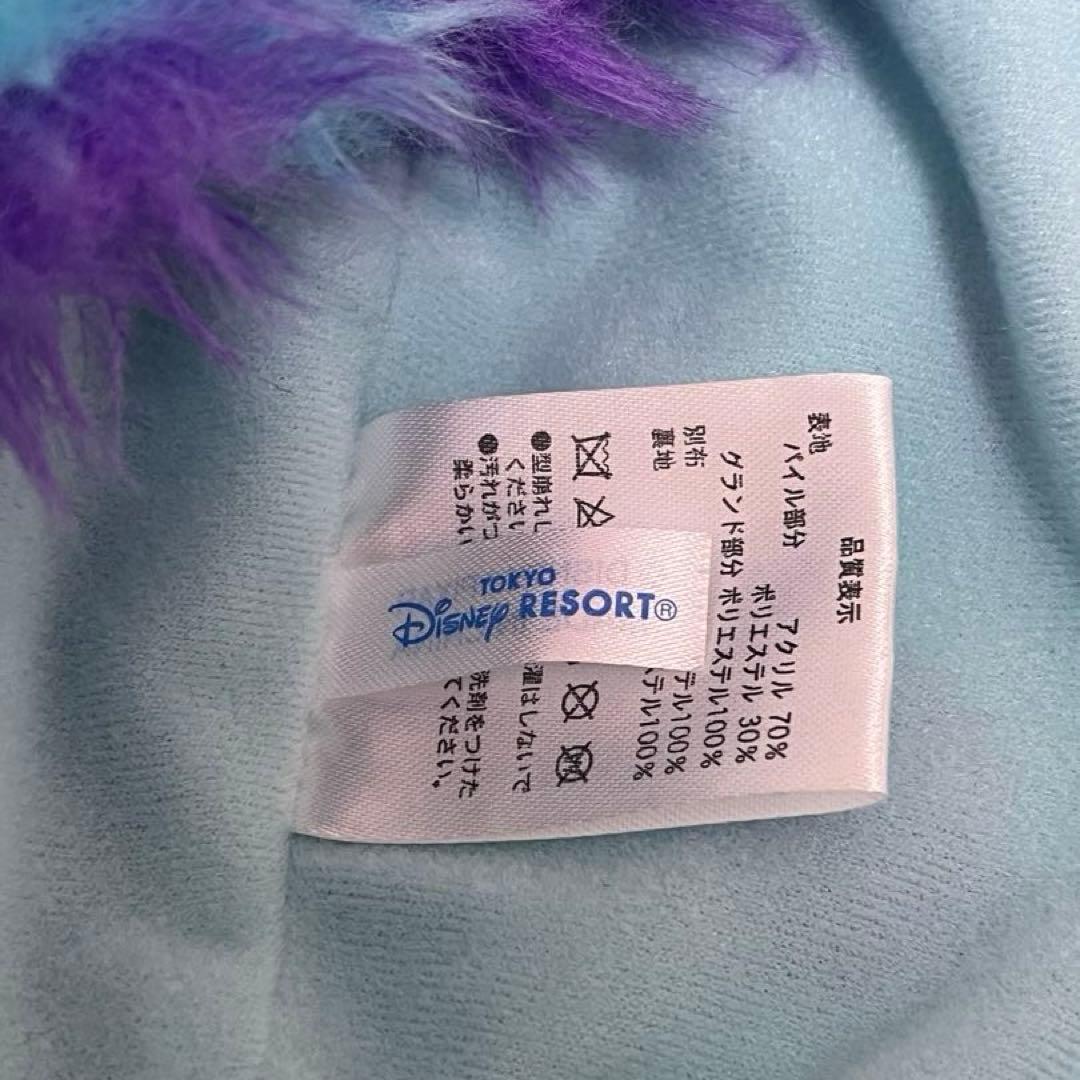 品質表示
表地
パイル部分 アクリル 70%
ポリエステル 30%
グランド部分 ポリエステル100%
別布 テル100%
裏地 ステル100%
●型崩れし 濯はしないで
ください
●汚れがつ 洗剤をつけた
柔らかい てください。
TOKYO
Disney RESORT®